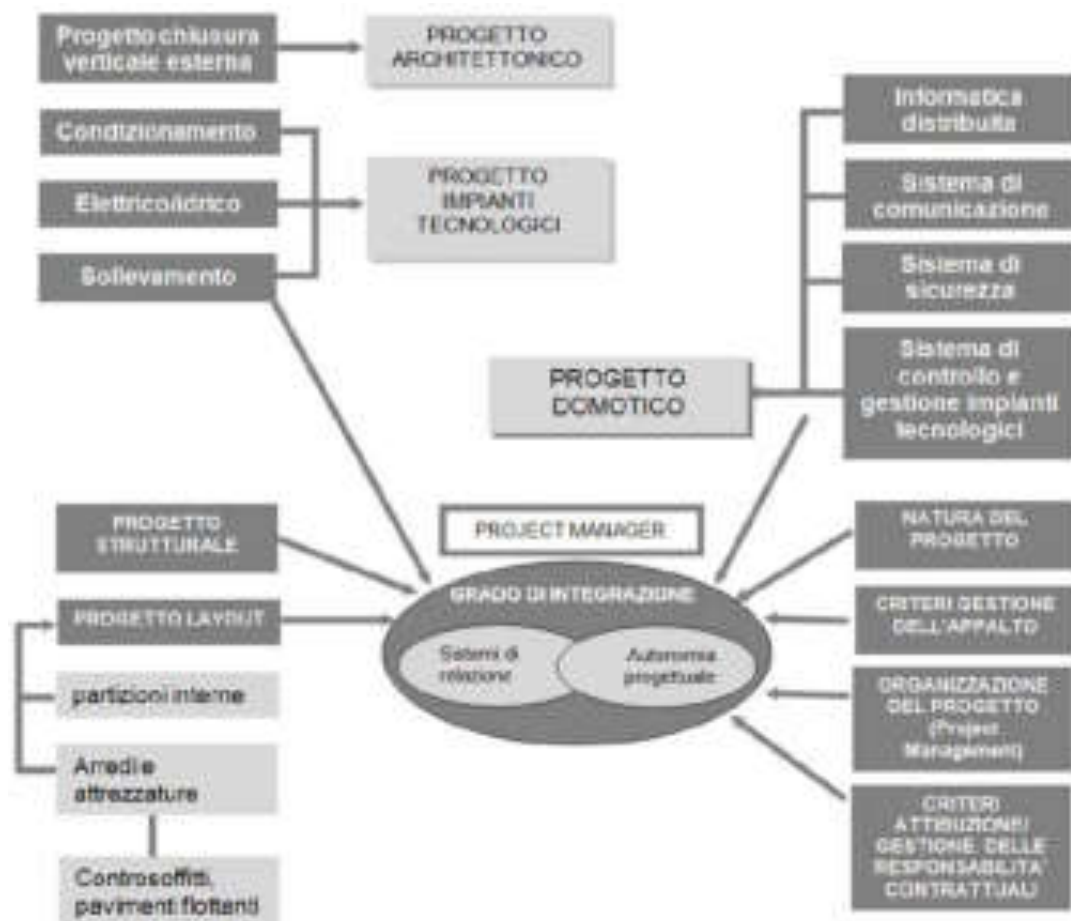 Progetto chiusura
verticale esterna
PROGETTO
ARCHITETTONICO
Condizionamento
Elettrico/idrico
Sollevamento
PROGETTO
IMPIANTI
TECNOLOGICI
Informatica
distribuita
Sistema di
comunicazione
Sistema di
sicurezza
Sistema di
controllo e
gestione impianti
tecnologici
PROGETTO
DOMOTICO
PROGETTO
STRUTTURALE
PROGETTO LAYOUT
partizioni interne
Arredi e
attrezzature
Controsoffitti,
pavimenti flottanti
PROJECT MANAGER
GRADO DI INTEGRAZIONE
Sistemi di
relazione
Autonomia
progettuale
NATURA DEL
PROGETTO
CRITERI GESTIONE
DELL'APPALTO
ORGANIZZAZIONE
DEL PROGETTO
(Project
Management)
CRITERI
GESTIONE DELLE
RESPONSABILITA'
CONTRATTUALI